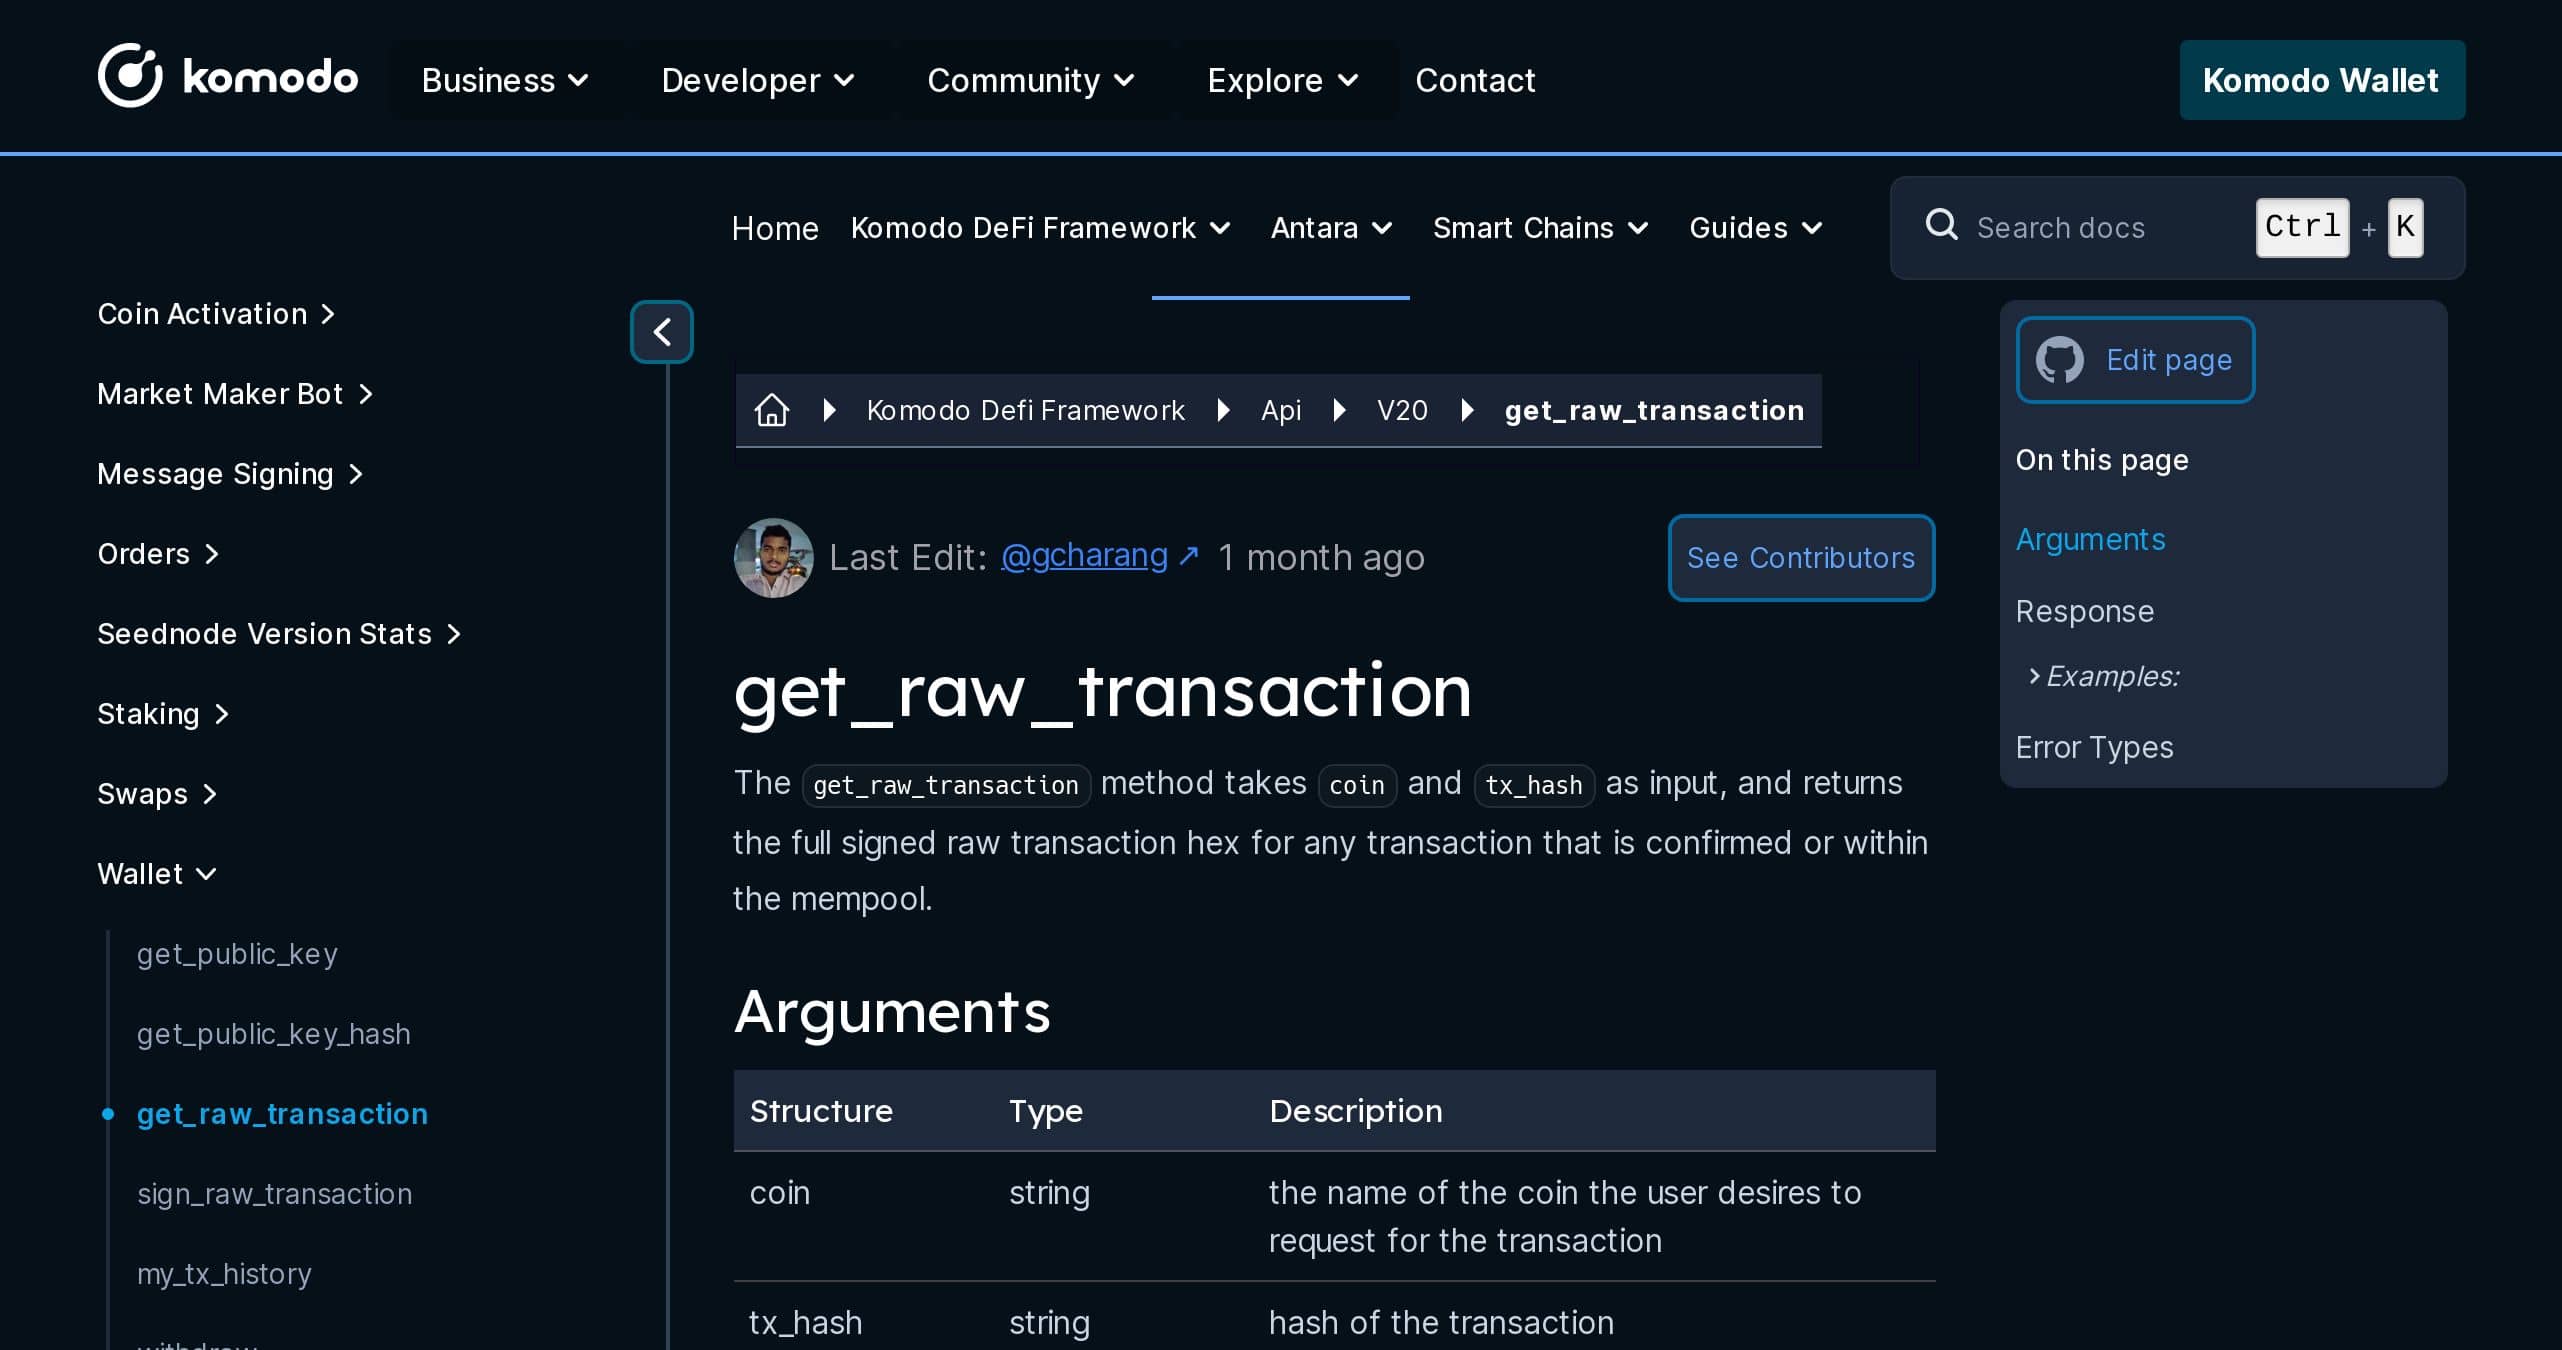 komodo
Business
Developer
Community
Explore
Contact
Komodo Wallet
Home
Komodo DeFi Framework
Antara
Smart Chains
Guides
Search docs
Ctrl + K
Coin Activation
Market Maker Bot
Message Signing
Orders
Seednode Version Stats
Staking
Swaps
Wallet
get_public_key
get_public_key_hash
get_raw_transaction
sign_raw_transaction
my_tx_history
Komodo Defi Framework
Api
V20
get_raw_transaction
Last Edit: @gcharang ↗ 1 month ago
See Contributors
get_raw_transaction
The get_raw_transaction method takes coin and tx_hash as input, and returns
the full signed raw transaction hex for any transaction that is confirmed or within
the mempool.
Arguments
Structure Type Description
coin string the name of the coin the user desires to
request for the transaction
tx_hash string hash of the transaction
Edit page
On this page
Arguments
Response
Examples:
Error Types